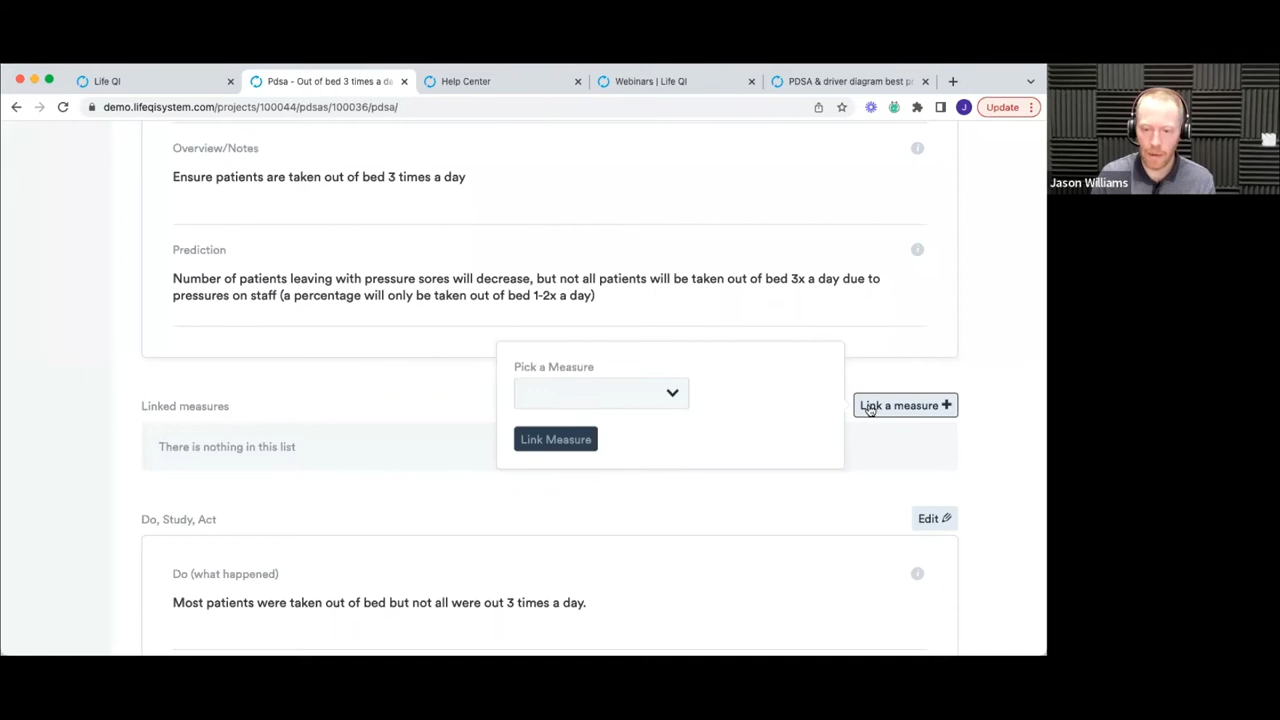 Life QI
Pdsa - Out of bed 3 times a da
Help Center
Webinars | Life QI
PDSA & driver diagram best pr
demo.lifeqisystem.com/projects/100044/pdsas/100036/pdsa/
J
Update
Jason Williams
Overview/Notes
Ensure patients are taken out of bed 3 times a day
Prediction
Number of patients leaving with pressure sores will decrease, but not all patients will be taken out of bed 3x a day due to
pressures on staff (a percentage will only be taken out of bed 1-2x a day)
Pick a Measure
Linked measures
Link a measure +
There is nothing in this list
Link Measure
Do, Study, Act
Edit
Do (what happened)
Most patients were taken out of bed but not all were out 3 times a day.